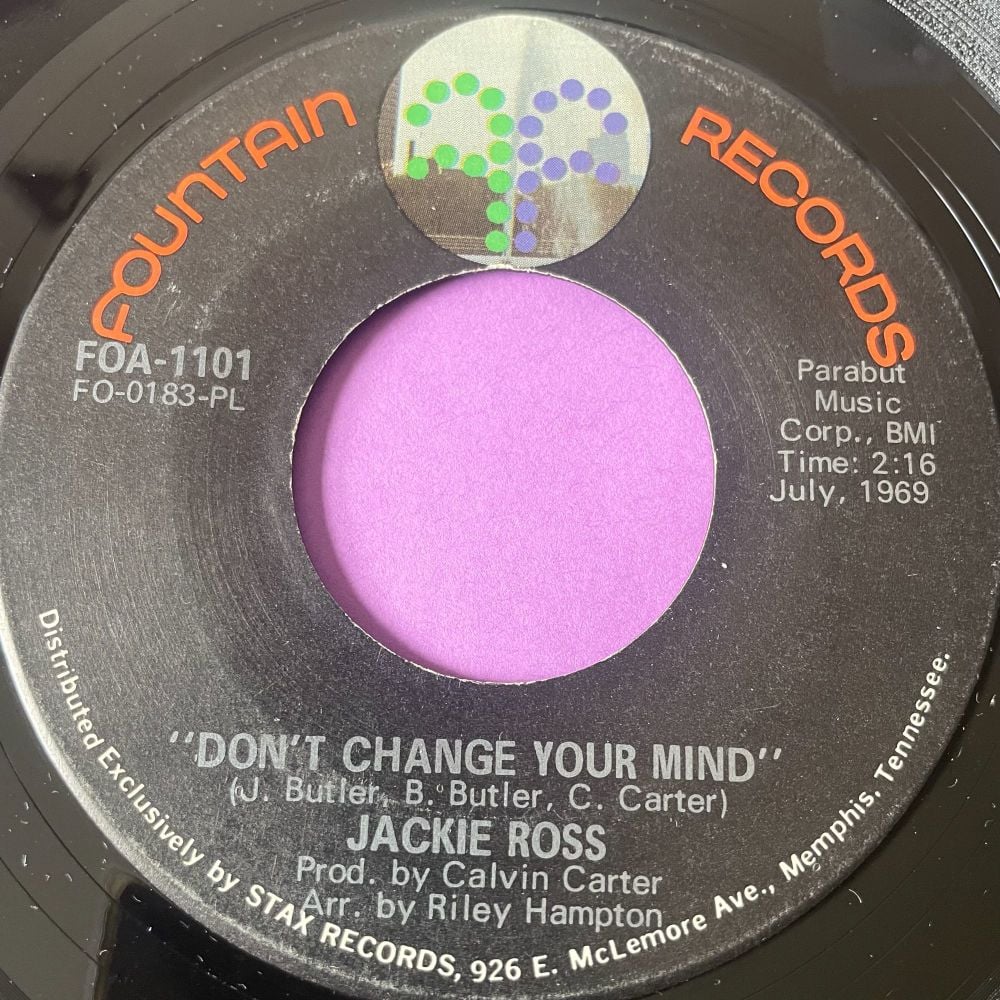 FOUNTAIN RECORDS
FOA-1101
FO-0183-PL
Parabut
Music
Corp., BMI
Time: 2:16
July, 1969
"DON'T CHANGE YOUR MIND"
(J. Butler, B. Butler, C. Carter)
JACKIE ROSS
Prod. by Calvin Carter
Arr. by Riley Hampton
Distributed Exclusively by STAX RECORDS, 926 E. McLemore Ave., Memphis, Tennessee.